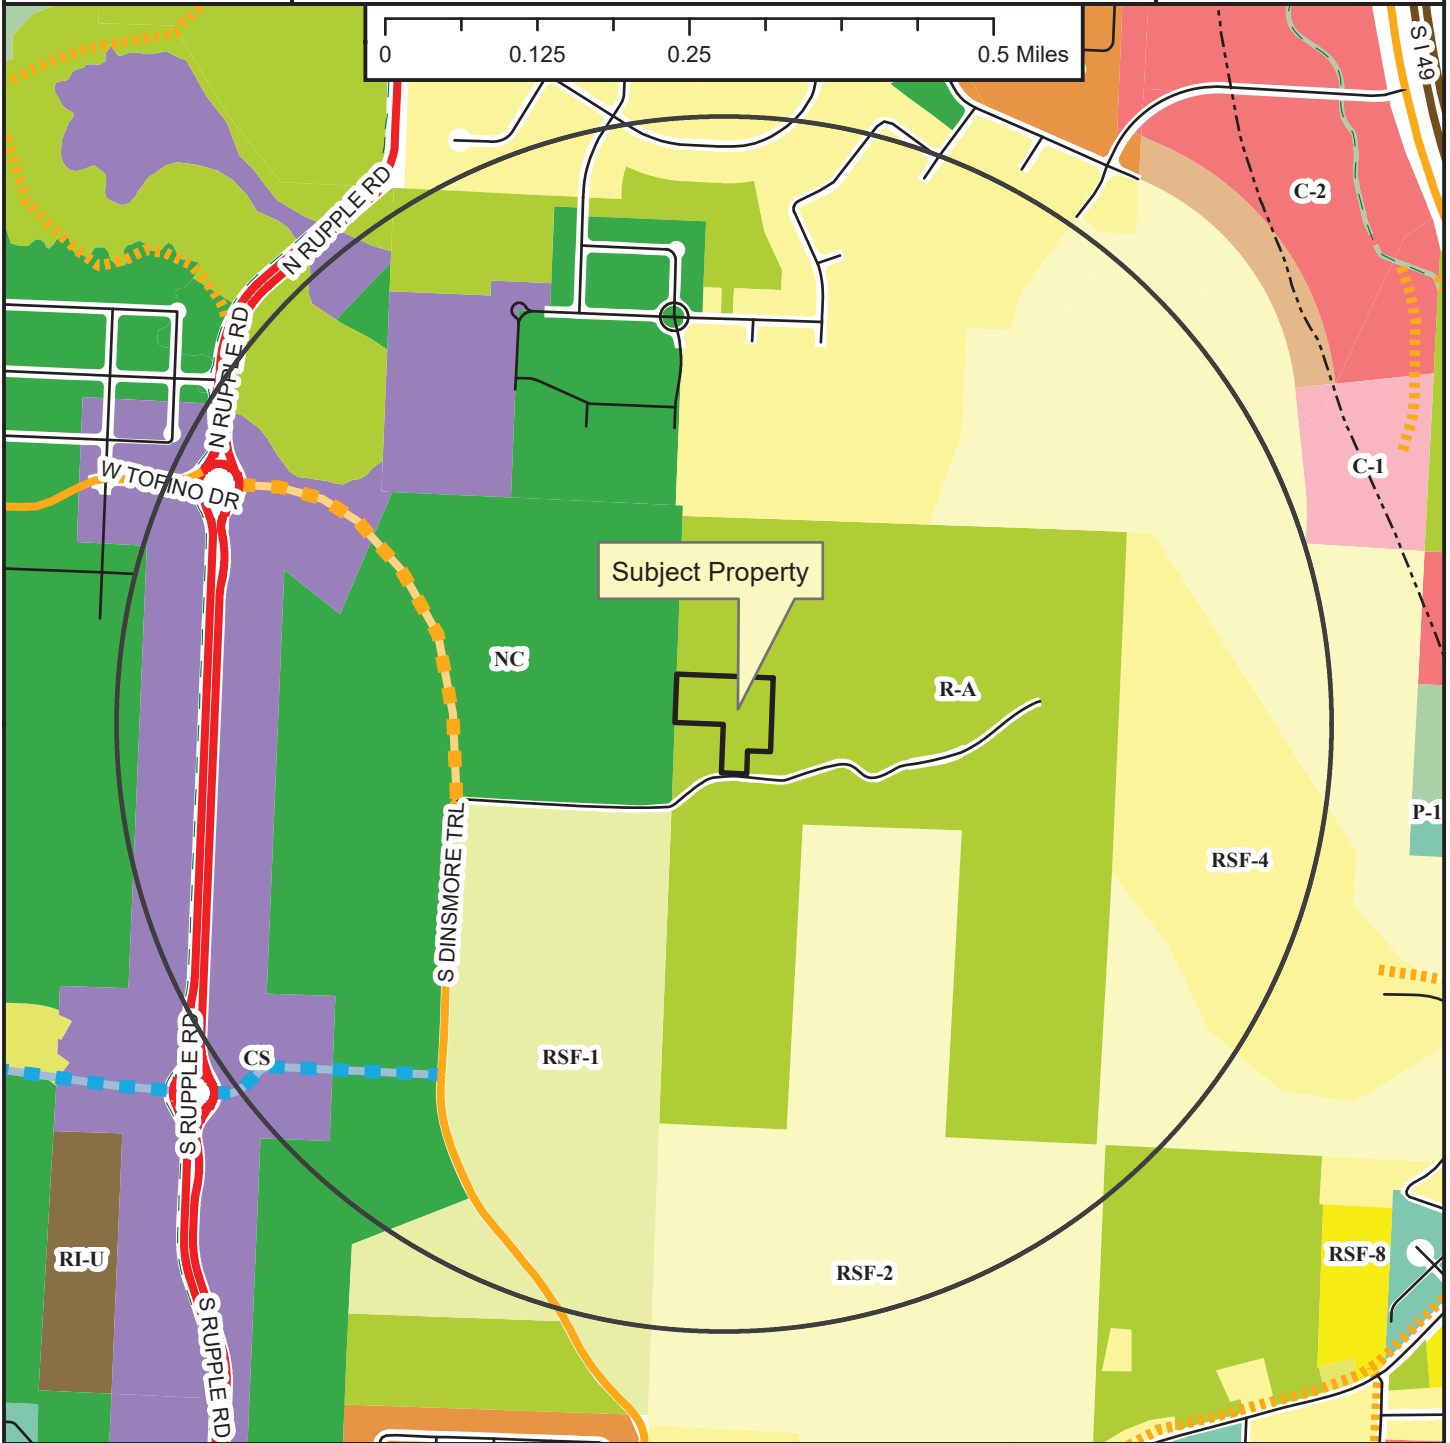 0 0.125 0.25 0.5 Miles
S I 49
C-2
N RUPPLE RD
N RUPPLE RD
C-1
W TOFINO DR
Subject Property
NC
R-A
P-1
S DINSMORE TRL
RSF-4
S RUPPLE RD
CS
RSF-1
RI-U
RSF-2
RSF-8
S RUPPLE RD